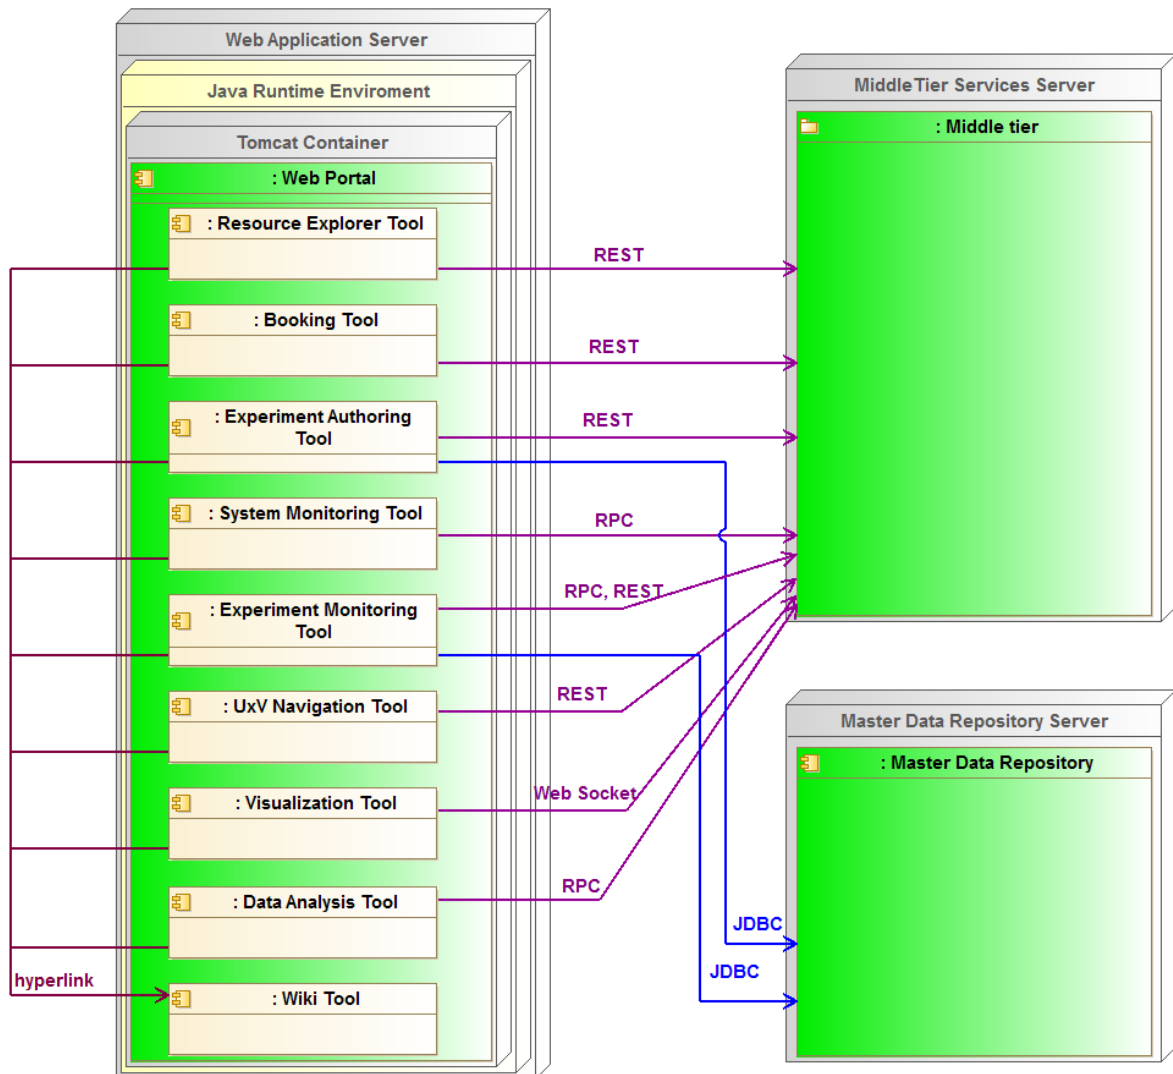 Web Application Server
Java Runtime Enviroment
Tomcat Container
: Web Portal
: Resource Explorer Tool
: Booking Tool
: Experiment Authoring
Tool
: System Monitoring Tool
: Experiment Monitoring
Tool
: UxV Navigation Tool
: Visualization Tool
: Data Analysis Tool
: Wiki Tool
hyperlink
REST
REST
REST
RPC
RPC, REST
REST
Web Socket
RPC
JDBC
JDBC
MiddleTier Services Server
: Middle tier
Master Data Repository Server
: Master Data Repository